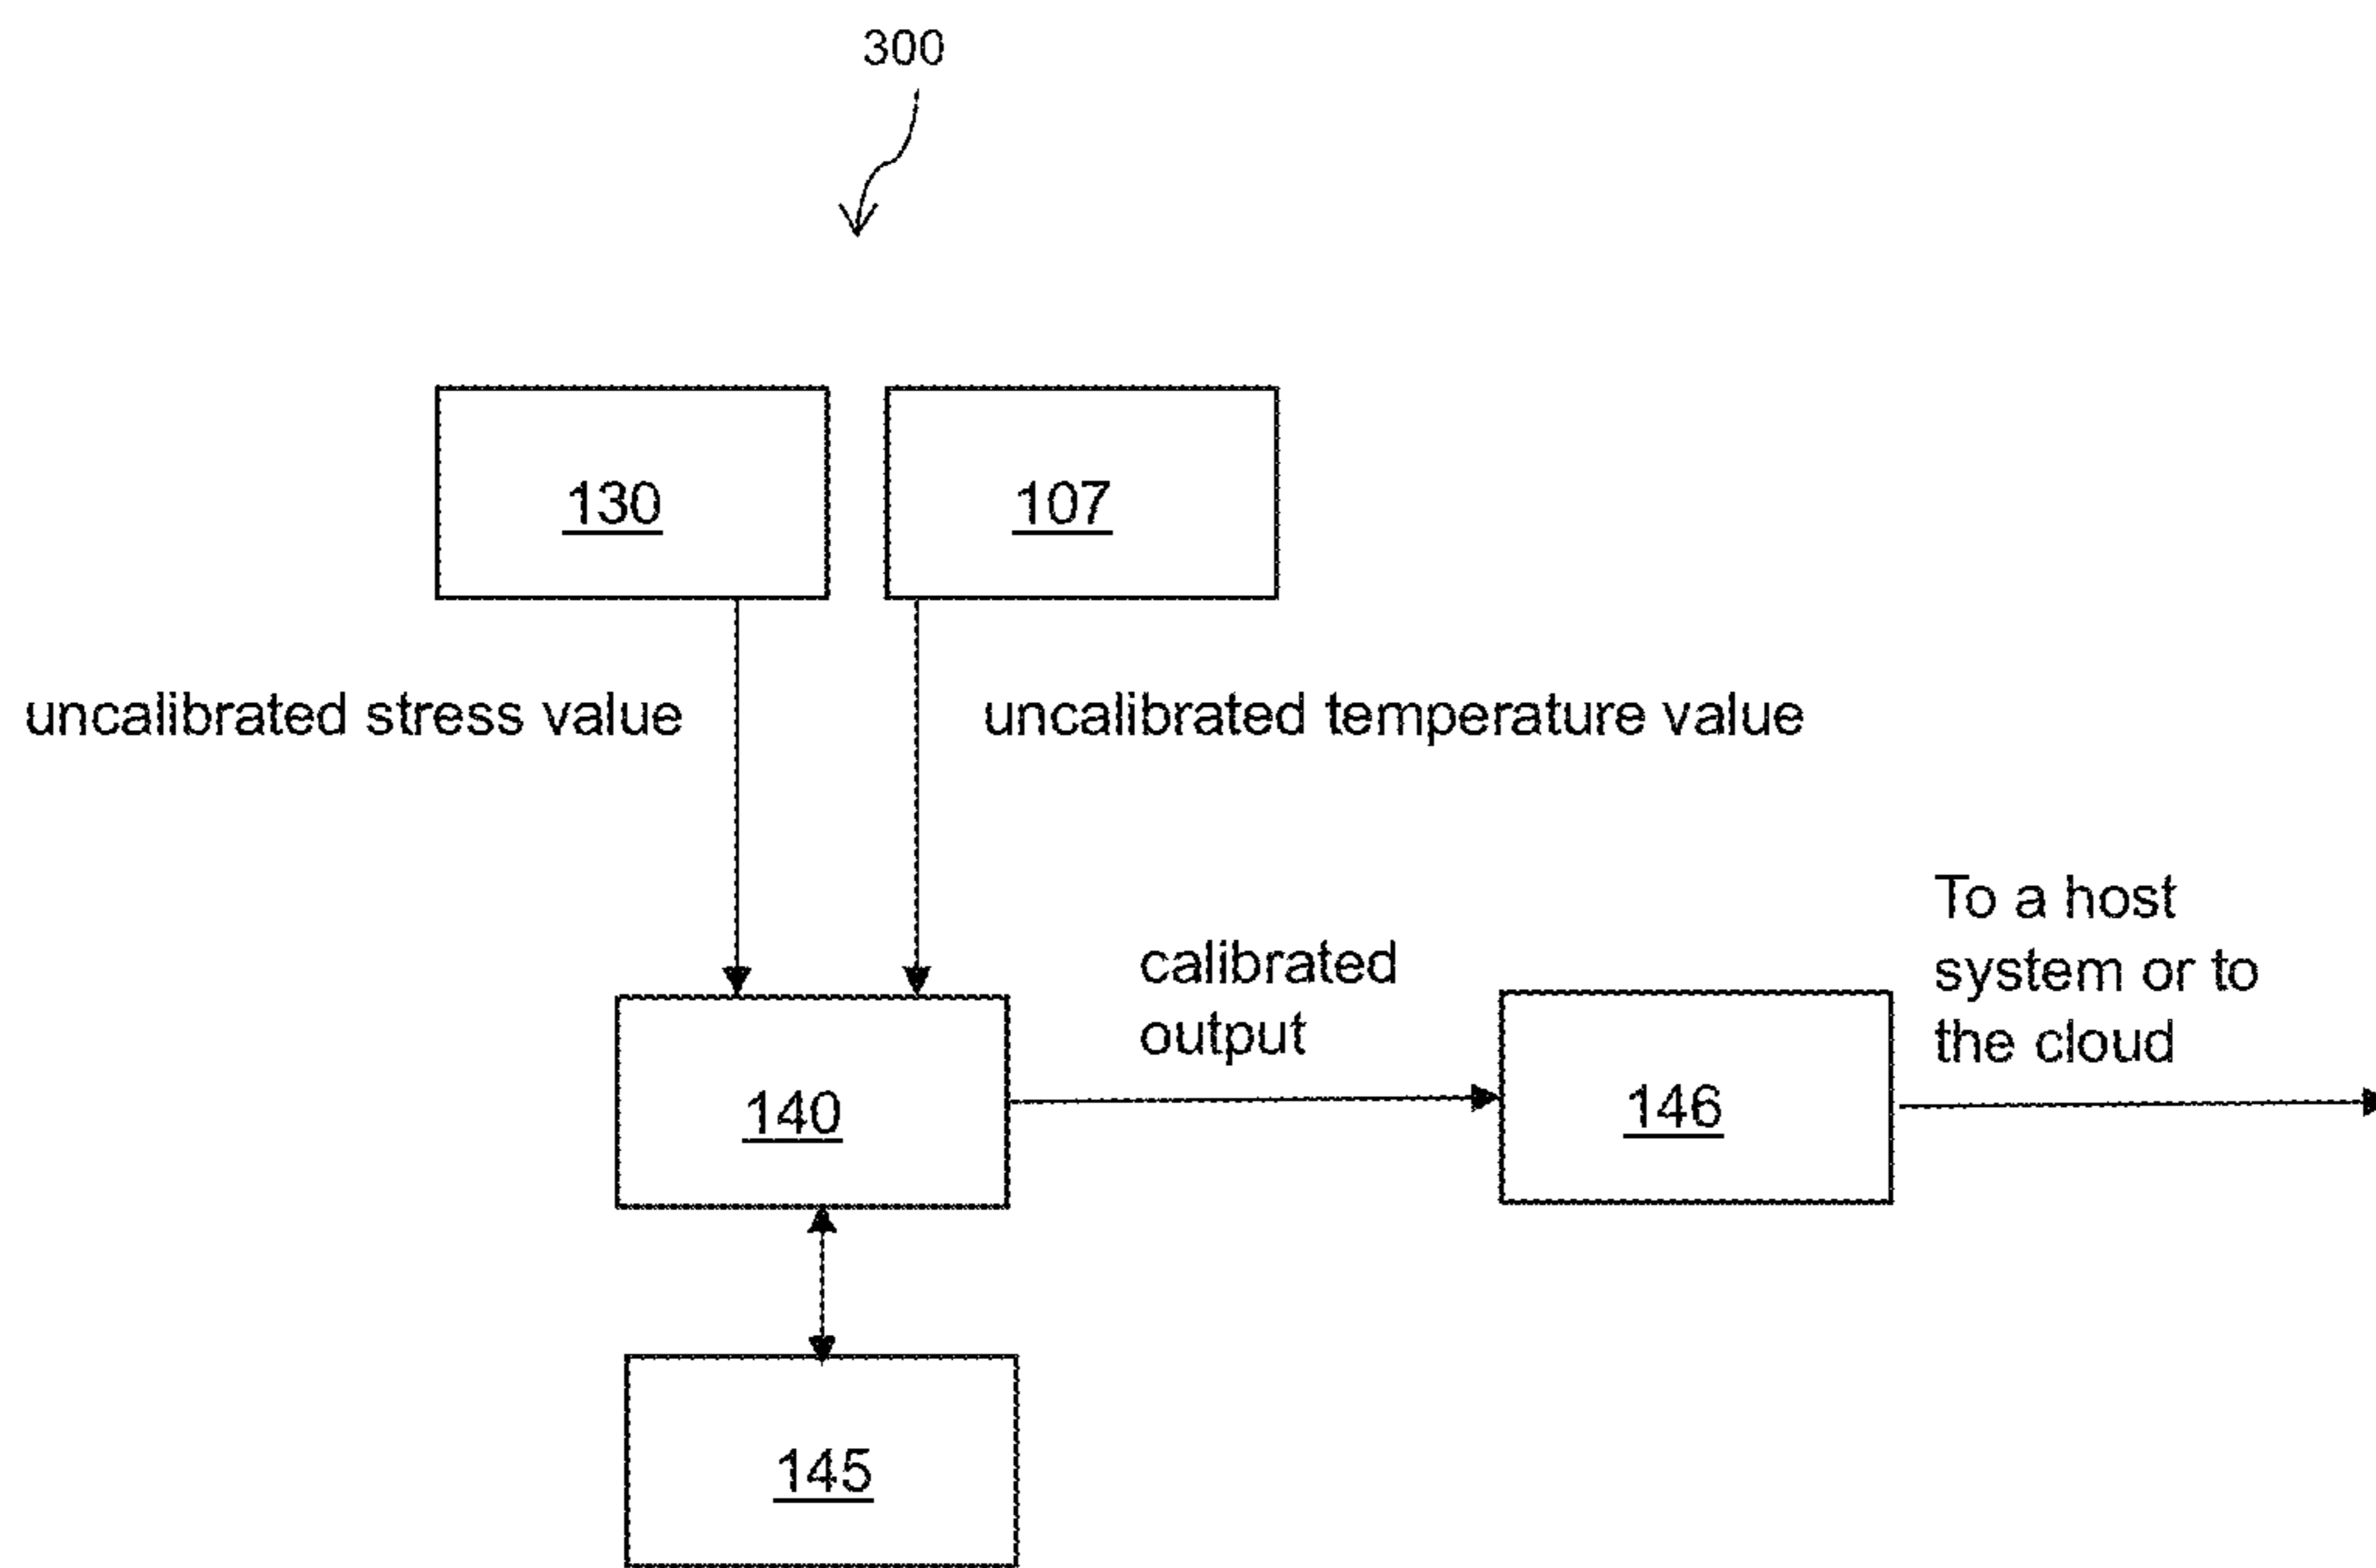 300
130
107
uncalibrated stress value
uncalibrated temperature value
calibrated
output
To a host
system or to
the cloud
140
146
145